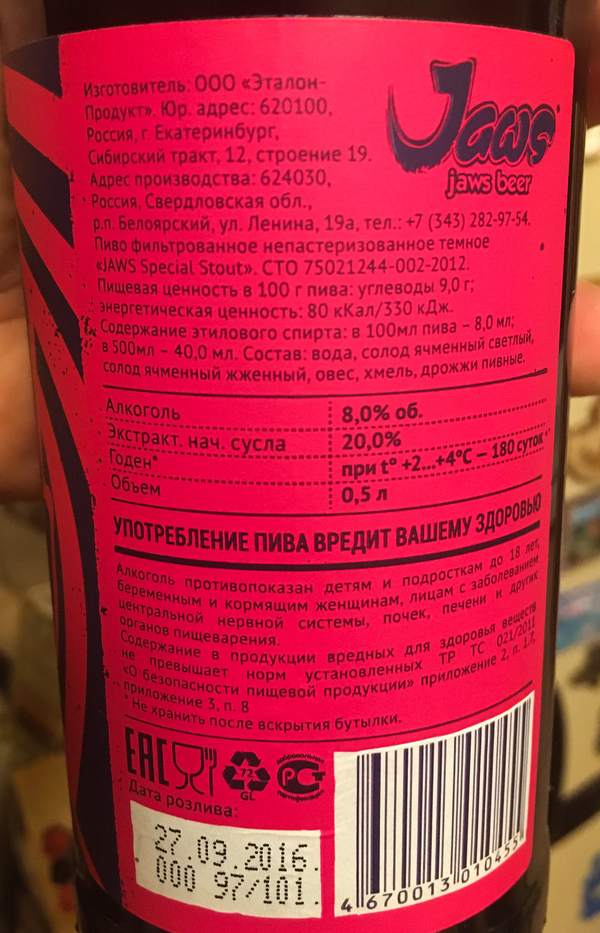 Jaws
jaws beer
Изготовитель: ООО «Эталон-
Продукт». Юр. адрес: 620100,
Россия, г. Екатеринбург,
Сибирский тракт, 12, строение 19.
Адрес производства: 624030,
Россия, Свердловская обл.,
р.п. Белоярский, ул. Ленина, 19а, тел.: +7 (343) 282-97-54.
Пиво фильтрованное непастеризованное темное
«JAWS Special Stout». СТО 75021244-002-2012.
Пищевая ценность в 100 г пива: углеводы 9,0 г;
энергетическая ценность: 80 кКал/330 кДж.
Содержание этилового спирта: в 100мл пива – 8,0 мл;
в 500мл – 40,0 мл. Состав: вода, солод ячменный светлый,
солод ячменный жженный, овес, хмель, дрожжи пивные.
Алкоголь 8,0% об.
Экстракт. нач. сусла 20,0%
Годен* при t° +2...+4°C – 180 суток
Объем 0,5 л
УПОТРЕБЛЕНИЕ ПИВА ВРЕДИТ ВАШЕМУ ЗДОРОВЬЮ
Алкоголь противопоказан детям и подросткам до 18 лет,
беременным и кормящим женщинам, лицам с заболеванием
центральной нервной системы, почек, печени и других
органов пищеварения.
Содержание в продукции вредных для здоровья веществ
не превышает норм установленных ТР ТС 021/2011
«О безопасности пищевой продукции» приложение 2, п. 1.7,
приложение 3, п. 8
* Не хранить после вскрытия бутылки.
EAC 72 GL добровольная сертификация
Дата розлива:
27.09.2016.
000 97/101.
4 670013 010455